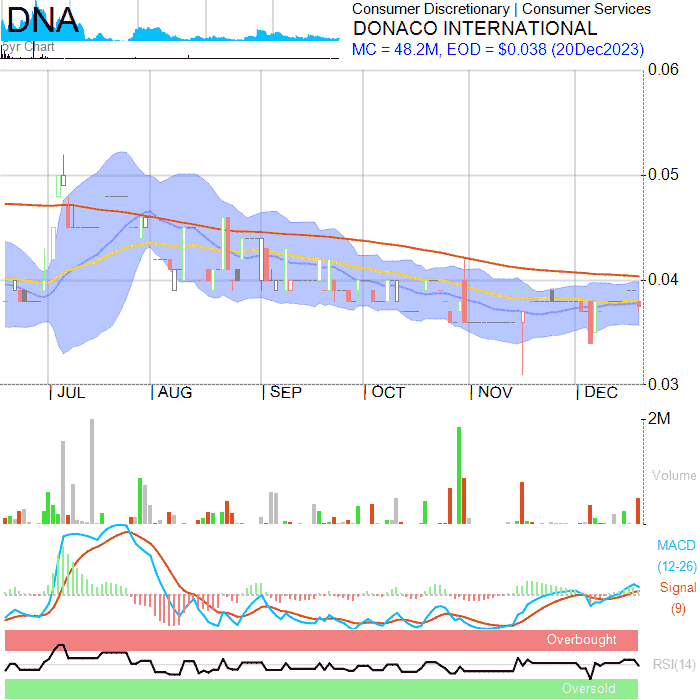 DNA
5yr Chart
Consumer Discretionary | Consumer Services
DONACO INTERNATIONAL
MC = 48.2M, EOD = $0.038 (20Dec2023)
0.06
0.05
0.04
0.03
JUL
AUG
SEP
OCT
NOV
DEC
2M
Volume
MACD
(12-26)
Signal
(9)
Overbought
RSI(14)
Oversold